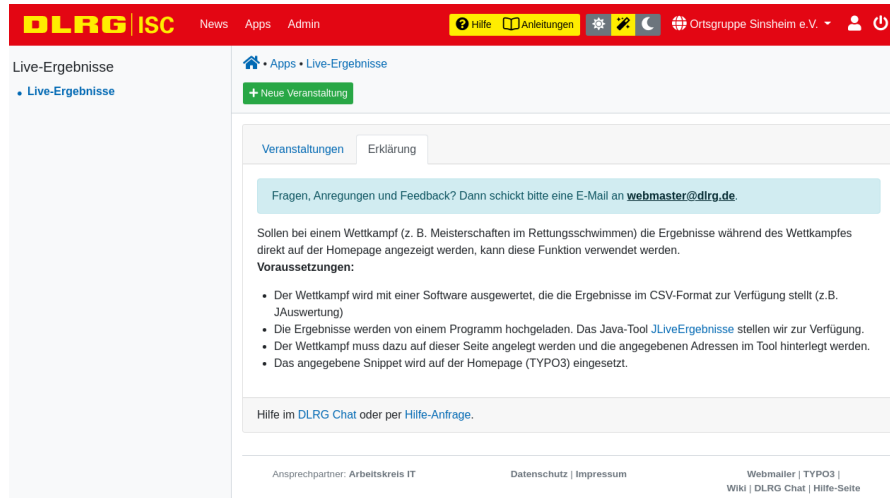 DLRG ISC News Apps Admin Hilfe Anleitungen Ortsgruppe Sinsheim e.V.
Live-Ergebnisse
• Live-Ergebnisse
• Apps • Live-Ergebnisse
Neue Veranstaltung
Veranstaltungen Erklärung
Fragen, Anregungen und Feedback? Dann schickt bitte eine E-Mail an webmaster@dlrg.de.
Sollen bei einem Wettkampf (z. B. Meisterschaften im Rettungsschwimmen) die Ergebnisse während des Wettkampfes
direkt auf der Homepage angezeigt werden, kann diese Funktion verwendet werden.
Voraussetzungen:
• Der Wettkampf wird mit einer Software ausgewertet, die die Ergebnisse im CSV-Format zur Verfügung stellt (z.B.
JAuswertung)
• Die Ergebnisse werden von einem Programm hochgeladen. Das Java-Tool JLiveErgebnisse stellen wir zur Verfügung.
• Der Wettkampf muss dazu auf dieser Seite angelegt werden und die angegebenen Adressen im Tool hinterlegt werden.
• Das angegebene Snippet wird auf der Homepage (TYPO3) eingesetzt.
Hilfe im DLRG Chat oder per Hilfe-Anfrage.
Ansprechpartner: Arbeitskreis IT
Datenschutz | Impressum
Webmailer | TYPO3 |
Wiki | DLRG Chat | Hilfe-Seite